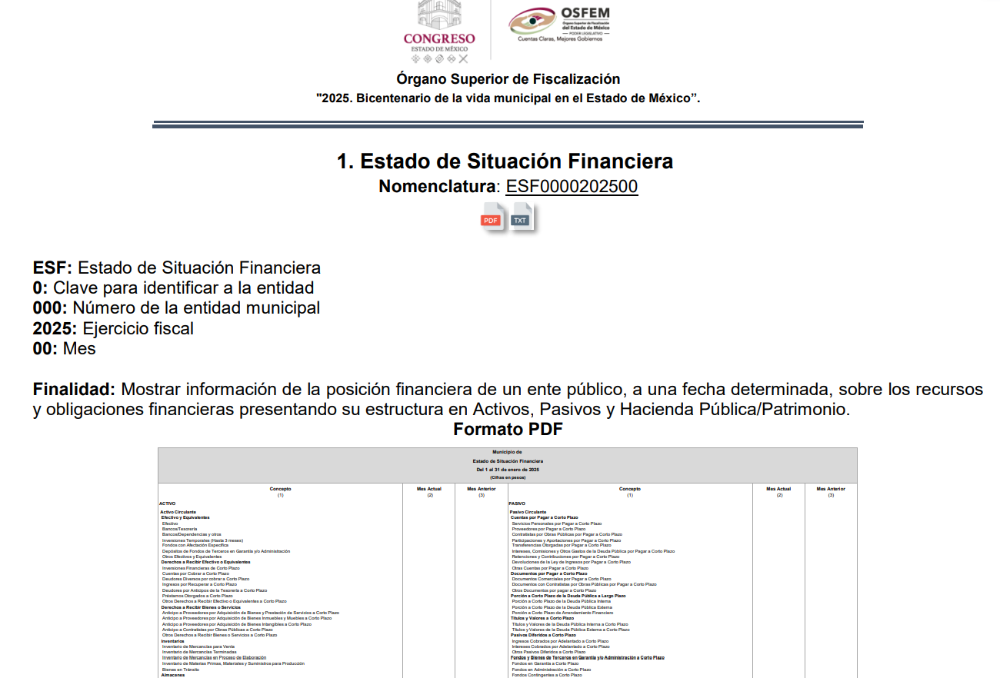 CONGRESO
ESTADO DE MÉXICO
OSFEM
Órgano Superior de Fiscalización
del Estado de México
PODER LEGISLATIVO
Cuentas Claras, Mejores Gobiernos
Órgano Superior de Fiscalización
"2025. Bicentenario de la vida municipal en el Estado de México”.
1. Estado de Situación Financiera
Nomenclatura: ESF0000202500
PDF TXT
ESF: Estado de Situación Financiera
0: Clave para identificar a la entidad
000: Número de la entidad municipal
2025: Ejercicio fiscal
00: Mes
Finalidad: Mostrar información de la posición financiera de un ente público, a una fecha determinada, sobre los recursos
y obligaciones financieras presentando su estructura en Activos, Pasivos y Hacienda Pública/Patrimonio.
Formato PDF
Municipio de
Estado de Situación Financiera
Del 1 al 31 de enero de 2025
(Cifras en pesos)
Concepto Mes Actual Mes Anterior Concepto Mes Actual Mes Anterior
(1) (2) (3) (1) (2) (3)
ACTIVO
Activo Circulante
Efectivo y Equivalentes
Efectivo
Bancos/Tesorería
Bancos/Dependencias y otros
Inversiones Temporales (Hasta 3 meses)
Fondos con Afectación Específica
Depósitos de Fondos de Terceros en Garantía y/o Administración
Otros Efectivos y Equivalentes
Derechos a Recibir Efectivo o Equivalentes
Inversiones Financieras de Corto Plazo
Cuentas por Cobrar a Corto Plazo
Deudores Diversos por cobrar a Corto Plazo
Ingresos por Recuperar a Corto Plazo
Deudores por Anticipos de la Tesorería a Corto Plazo
Préstamos Otorgados a Corto Plazo
Otros Derechos a Recibir Efectivo o Equivalentes a Corto Plazo
Derechos a Recibir Bienes o Servicios
Anticipo a Proveedores por Adquisición de Bienes y Prestación de Servicios a Corto Plazo
Anticipo a Proveedores por Adquisición de Bienes Inmuebles y Muebles a Corto Plazo
Anticipo a Proveedores por Adquisición de Bienes Intangibles a Corto Plazo
Anticipo a Contratistas por Obras Públicas a Corto Plazo
Otros Derechos a Recibir Bienes o Servicios a Corto Plazo
Inventarios
Inventario de Mercancías para Venta
Inventario de Mercancías Terminadas
Inventario de Mercancías en Proceso de Elaboración
Inventario de Materias Primas, Materiales y Suministros para Producción
Bienes en Tránsito
Almacenes
PASIVO
Pasivo Circulante
Cuentas por Pagar a Corto Plazo
Servicios Personales por Pagar a Corto Plazo
Proveedores por Pagar a Corto Plazo
Contratistas por Obras Públicas por Pagar a Corto Plazo
Participaciones y Aportaciones por Pagar a Corto Plazo
Transferencias Otorgadas por Pagar a Corto Plazo
Intereses, Comisiones y Otros Gastos de la Deuda Pública por Pagar a Corto Plazo
Retenciones y Contribuciones por Pagar a Corto Plazo
Devoluciones de la Ley de Ingresos por Pagar a Corto Plazo
Otras Cuentas por Pagar a Corto Plazo
Documentos por Pagar a Corto Plazo
Documentos Comerciales por Pagar a Corto Plazo
Documentos con Contratistas por Obras Públicas por Pagar a Corto Plazo
Otros Documentos por pagar a Corto Plazo
Porción a Corto Plazo de la Deuda Pública a Largo Plazo
Porción a Corto Plazo de la Deuda Pública Interna
Porción a Corto Plazo de la Deuda Pública Externa
Porción a Corto Plazo de Arrendamiento Financiero
Títulos y Valores a Corto Plazo
Títulos y Valores de la Deuda Pública Interna a Corto Plazo
Títulos y Valores de la Deuda Pública Externa a Corto Plazo
Pasivos Diferidos a Corto Plazo
Ingresos Cobrados por Adelantado a Corto Plazo
Intereses Cobrados por Adelantado a Corto Plazo
Otros Pasivos Diferidos a Corto Plazo
Fondos y Bienes de Terceros en Garantía y/o Administración a Corto Plazo
Fondos en Garantía a Corto Plazo
Fondos en Administración a Corto Plazo
Fondos Contingentes a Corto Plazo